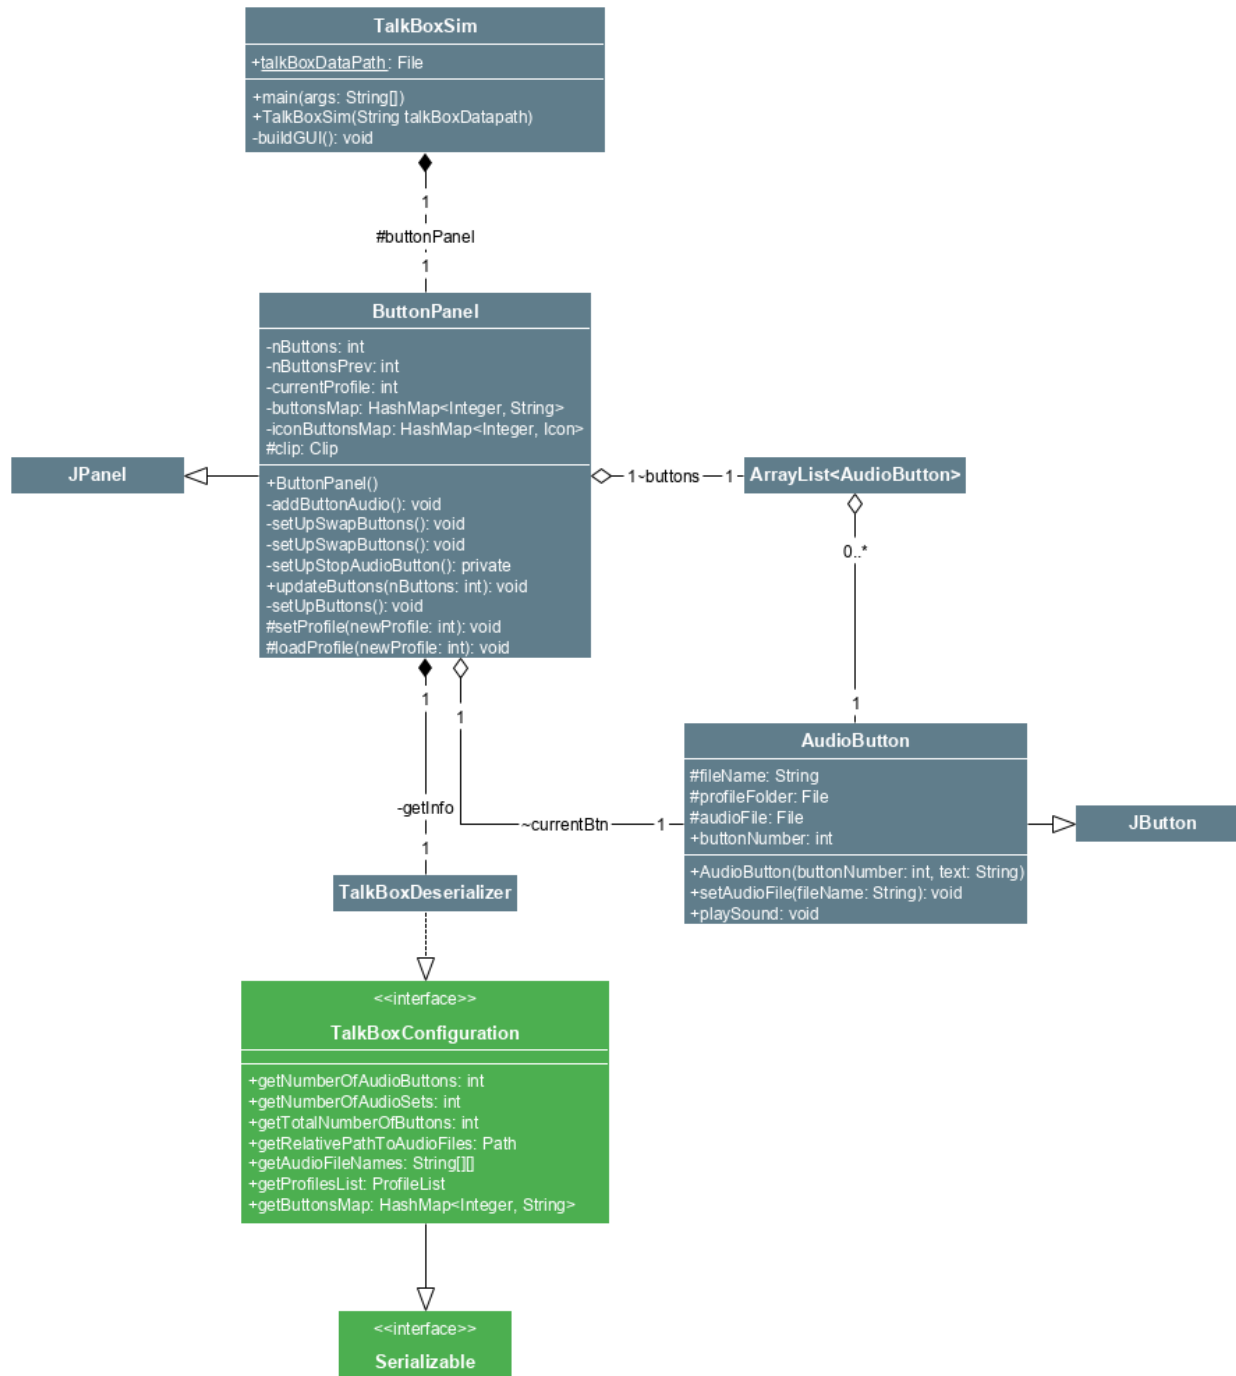 TalkBoxSim
+talkBoxDataPath: File
+main(args: String[])
+TalkBoxSim(String talkBoxDatapath)
-buildGUI(): void
1
#buttonPanel
1
ButtonPanel
-nButtons: int
-nButtonsPrev: int
-currentProfile: int
-buttonsMap: HashMap<Integer, String>
-iconButtonsMap: HashMap<Integer, Icon>
#clip: Clip
+ButtonPanel()
-addButtonAudio(): void
-setUpSwapButtons(): void
-setUpSwapButtons(): void
-setUpStopAudioButton(): private
+updateButtons(nButtons: int): void
-setUpButtons(): void
#setProfile(newProfile: int): void
#loadProfile(newProfile: int): void
JPanel
1 ~buttons 1
ArrayList<AudioButton>
0..*
1
1
1
-getInfo
1
~currentBtn 1
AudioButton
#fileName: String
#profileFolder: File
#audioFile: File
+buttonNumber: int
+AudioButton(buttonNumber: int, text: String)
+setAudioFile(fileName: String): void
+playSound: void
JButton
TalkBoxDeserializer
<<interface>>
TalkBoxConfiguration
+getNumberOfAudioButtons: int
+getNumberOfAudioSets: int
+getTotalNumberOfButtons: int
+getRelativePathToAudioFiles: Path
+getAudioFileNames: String[][]
+getProfilesList: ProfileList
+getButtonsMap: HashMap<Integer, String>
<<interface>>
Serializable